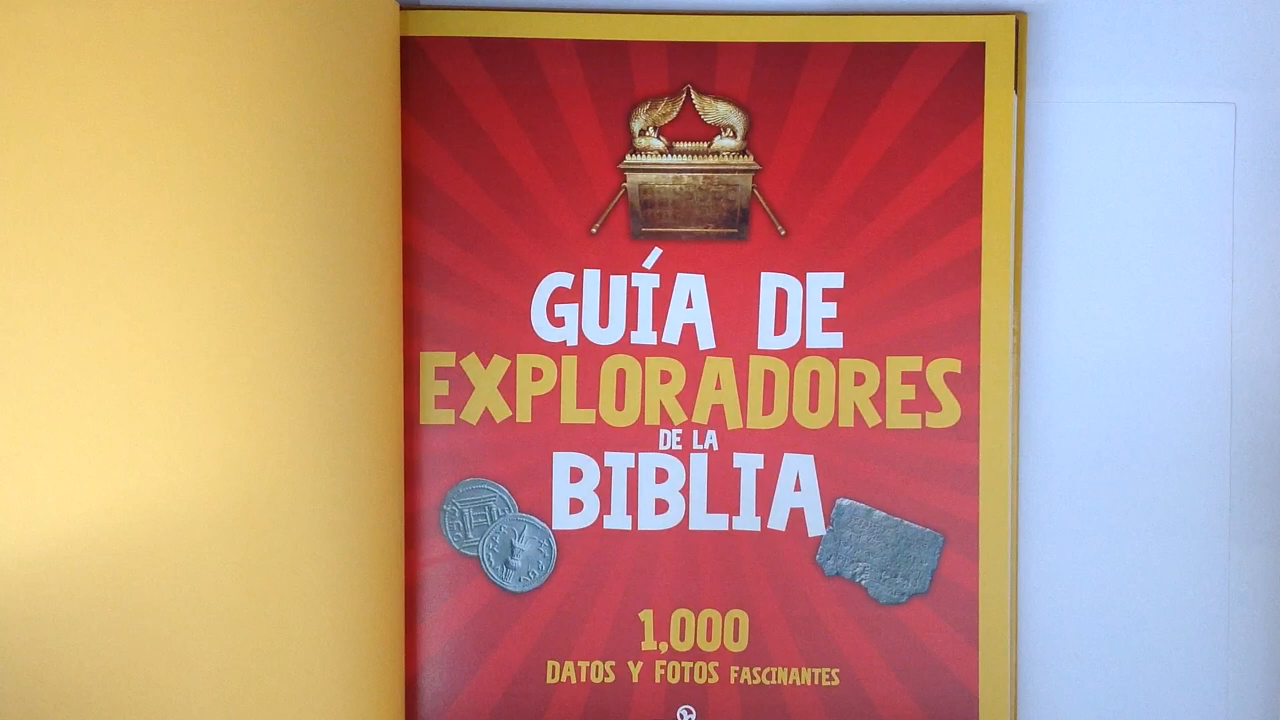 GUÍA DE
EXPLORADORES
DE LA
BIBLIA
1,000
DATOS Y FOTOS FASCINANTES